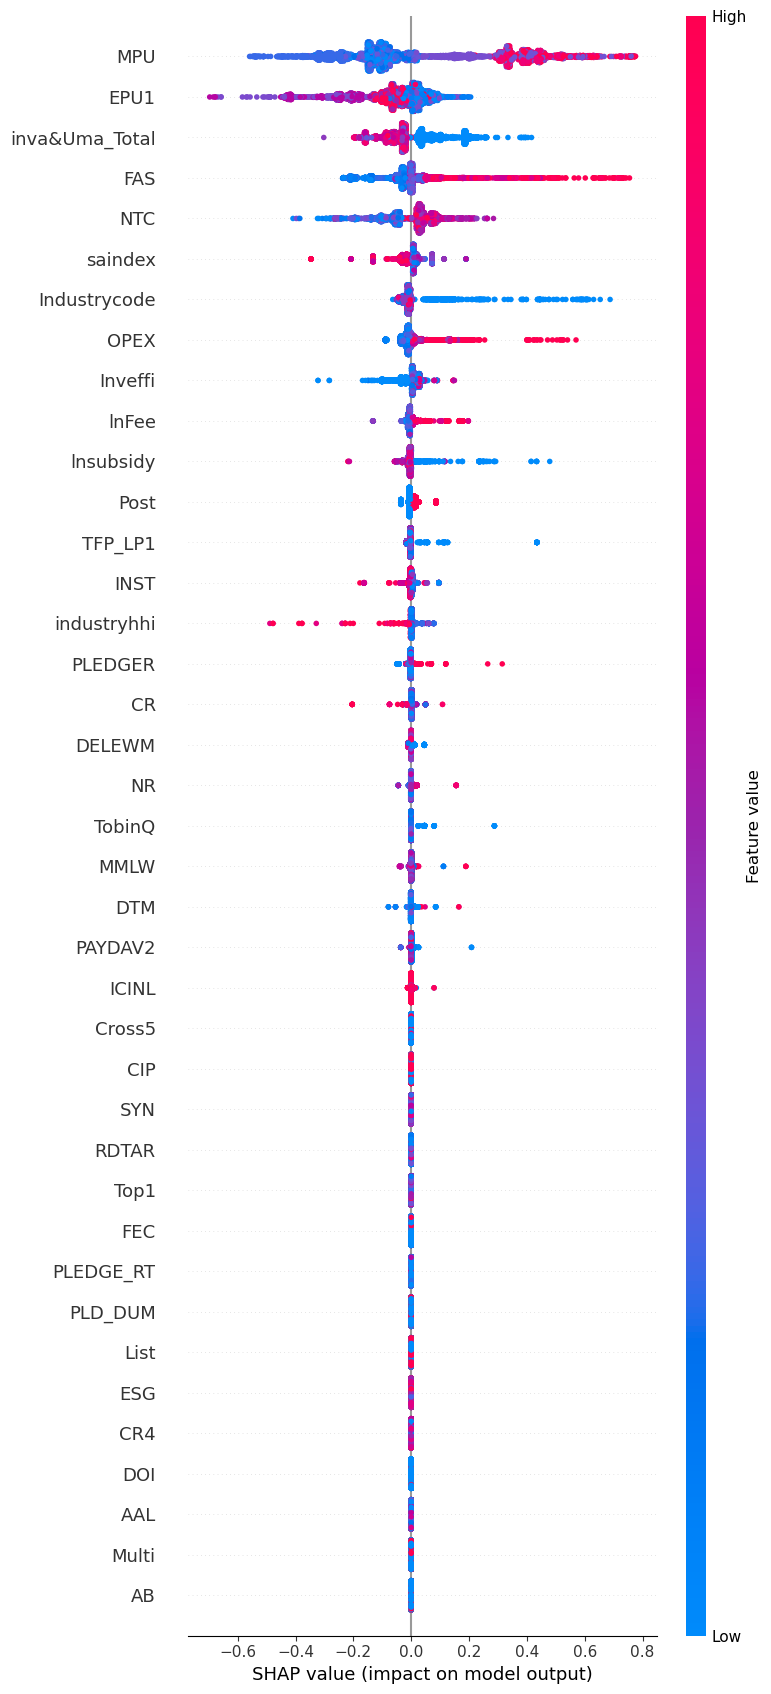 High
MPU
EPU1
inva&Uma_Total
FAS
NTC
saindex
Industrycode
OPEX
Inveffi
lnFee
lnsubsidy
Post
TFP_LP1
INST
industryhhi
PLEDGER
CR
DELEWM
NR
TobinQ
MMLW
DTM
PAYDAV2
ICINL
Cross5
CIP
SYN
RDTAR
Top1
FEC
PLEDGE_RT
PLD_DUM
List
ESG
CR4
DOI
AAL
Multi
AB
Feature value
Low
−0.6 −0.4 −0.2 0.0 0.2 0.4 0.6 0.8
SHAP value (impact on model output)